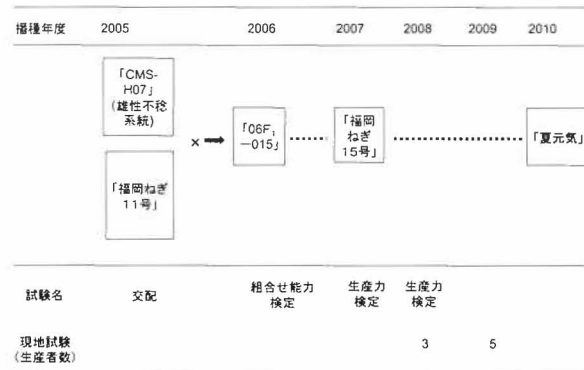 播種年度 2005 2006 2007 2008 2009 2010
「CMS-
H07」
(雄性不稔
系統)
×
「福岡ねぎ
11号」
「06F₁
−015」
「福岡
ねぎ
15号」
「夏元気」
試験名 交配 組合せ能力
検定 生産力
検定 生産力
検定
現地試験
(生産者数) 3 5